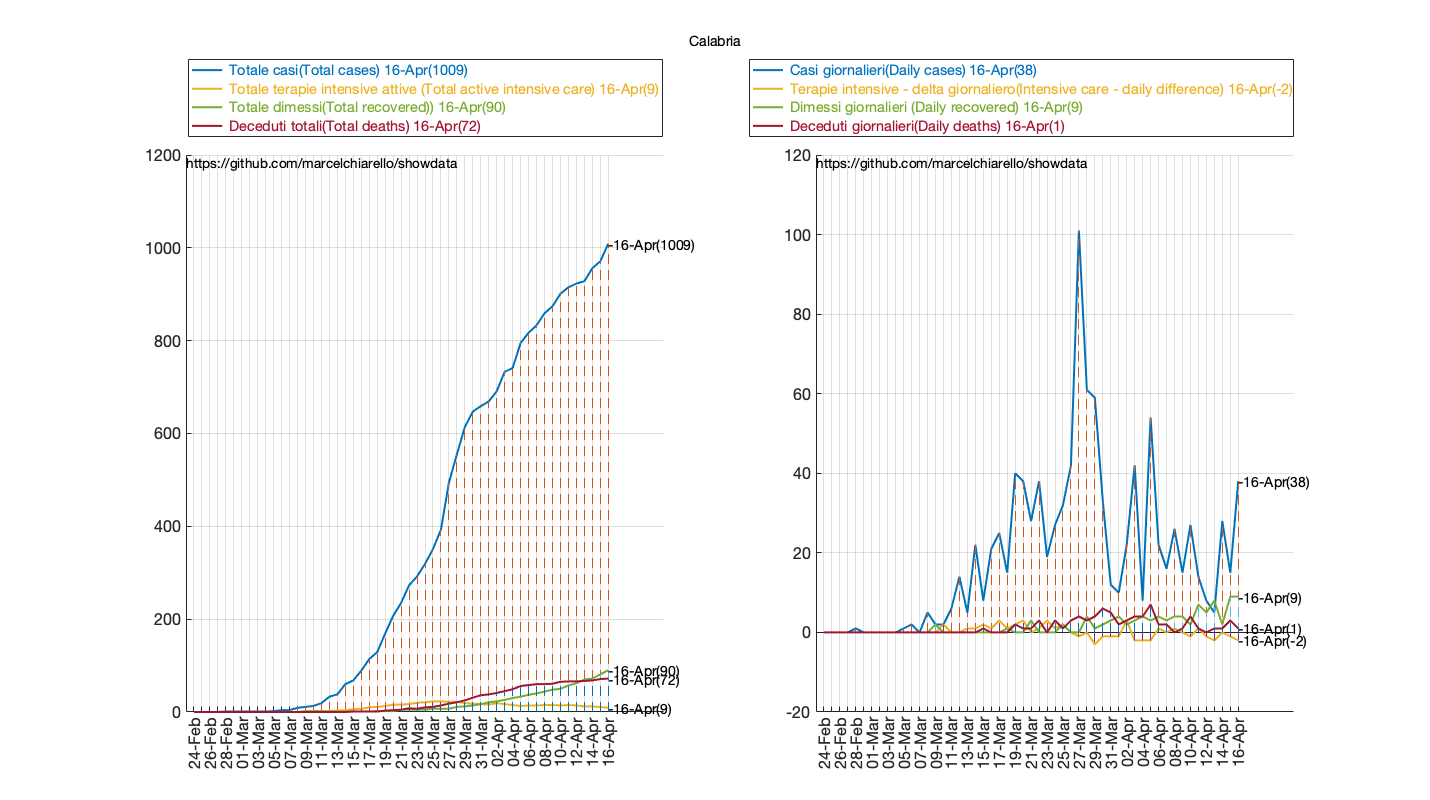 Calabria
Totale casi(Total cases) 16-Apr(1009)
Totale terapie intensive attive (Total active intensive care) 16-Apr(9)
Totale dimessi(Total recovered)) 16-Apr(90)
Deceduti totali(Total deaths) 16-Apr(72)
https://github.com/marcelchiarello/showdata
1200
1000
800
600
400
200
0
16-Apr(1009)
16-Apr(90)
16-Apr(72)
16-Apr(9)
24-Feb
26-Feb
28-Feb
01-Mar
03-Mar
05-Mar
07-Mar
09-Mar
11-Mar
13-Mar
15-Mar
17-Mar
19-Mar
21-Mar
23-Mar
25-Mar
27-Mar
29-Mar
31-Mar
02-Apr
04-Apr
06-Apr
08-Apr
10-Apr
12-Apr
14-Apr
16-Apr
Casi giornalieri(Daily cases) 16-Apr(38)
Terapie intensive - delta giornaliero(Intensive care - daily difference) 16-Apr(-2)
Dimessi giornalieri (Daily recovered) 16-Apr(9)
Deceduti giornalieri(Daily deaths) 16-Apr(1)
https://github.com/marcelchiarello/showdata
120
100
80
60
40
20
0
-20
16-Apr(38)
16-Apr(9)
16-Apr(1)
16-Apr(-2)
24-Feb
26-Feb
28-Feb
01-Mar
03-Mar
05-Mar
07-Mar
09-Mar
11-Mar
13-Mar
15-Mar
17-Mar
19-Mar
21-Mar
23-Mar
25-Mar
27-Mar
29-Mar
31-Mar
02-Apr
04-Apr
06-Apr
08-Apr
10-Apr
12-Apr
14-Apr
16-Apr